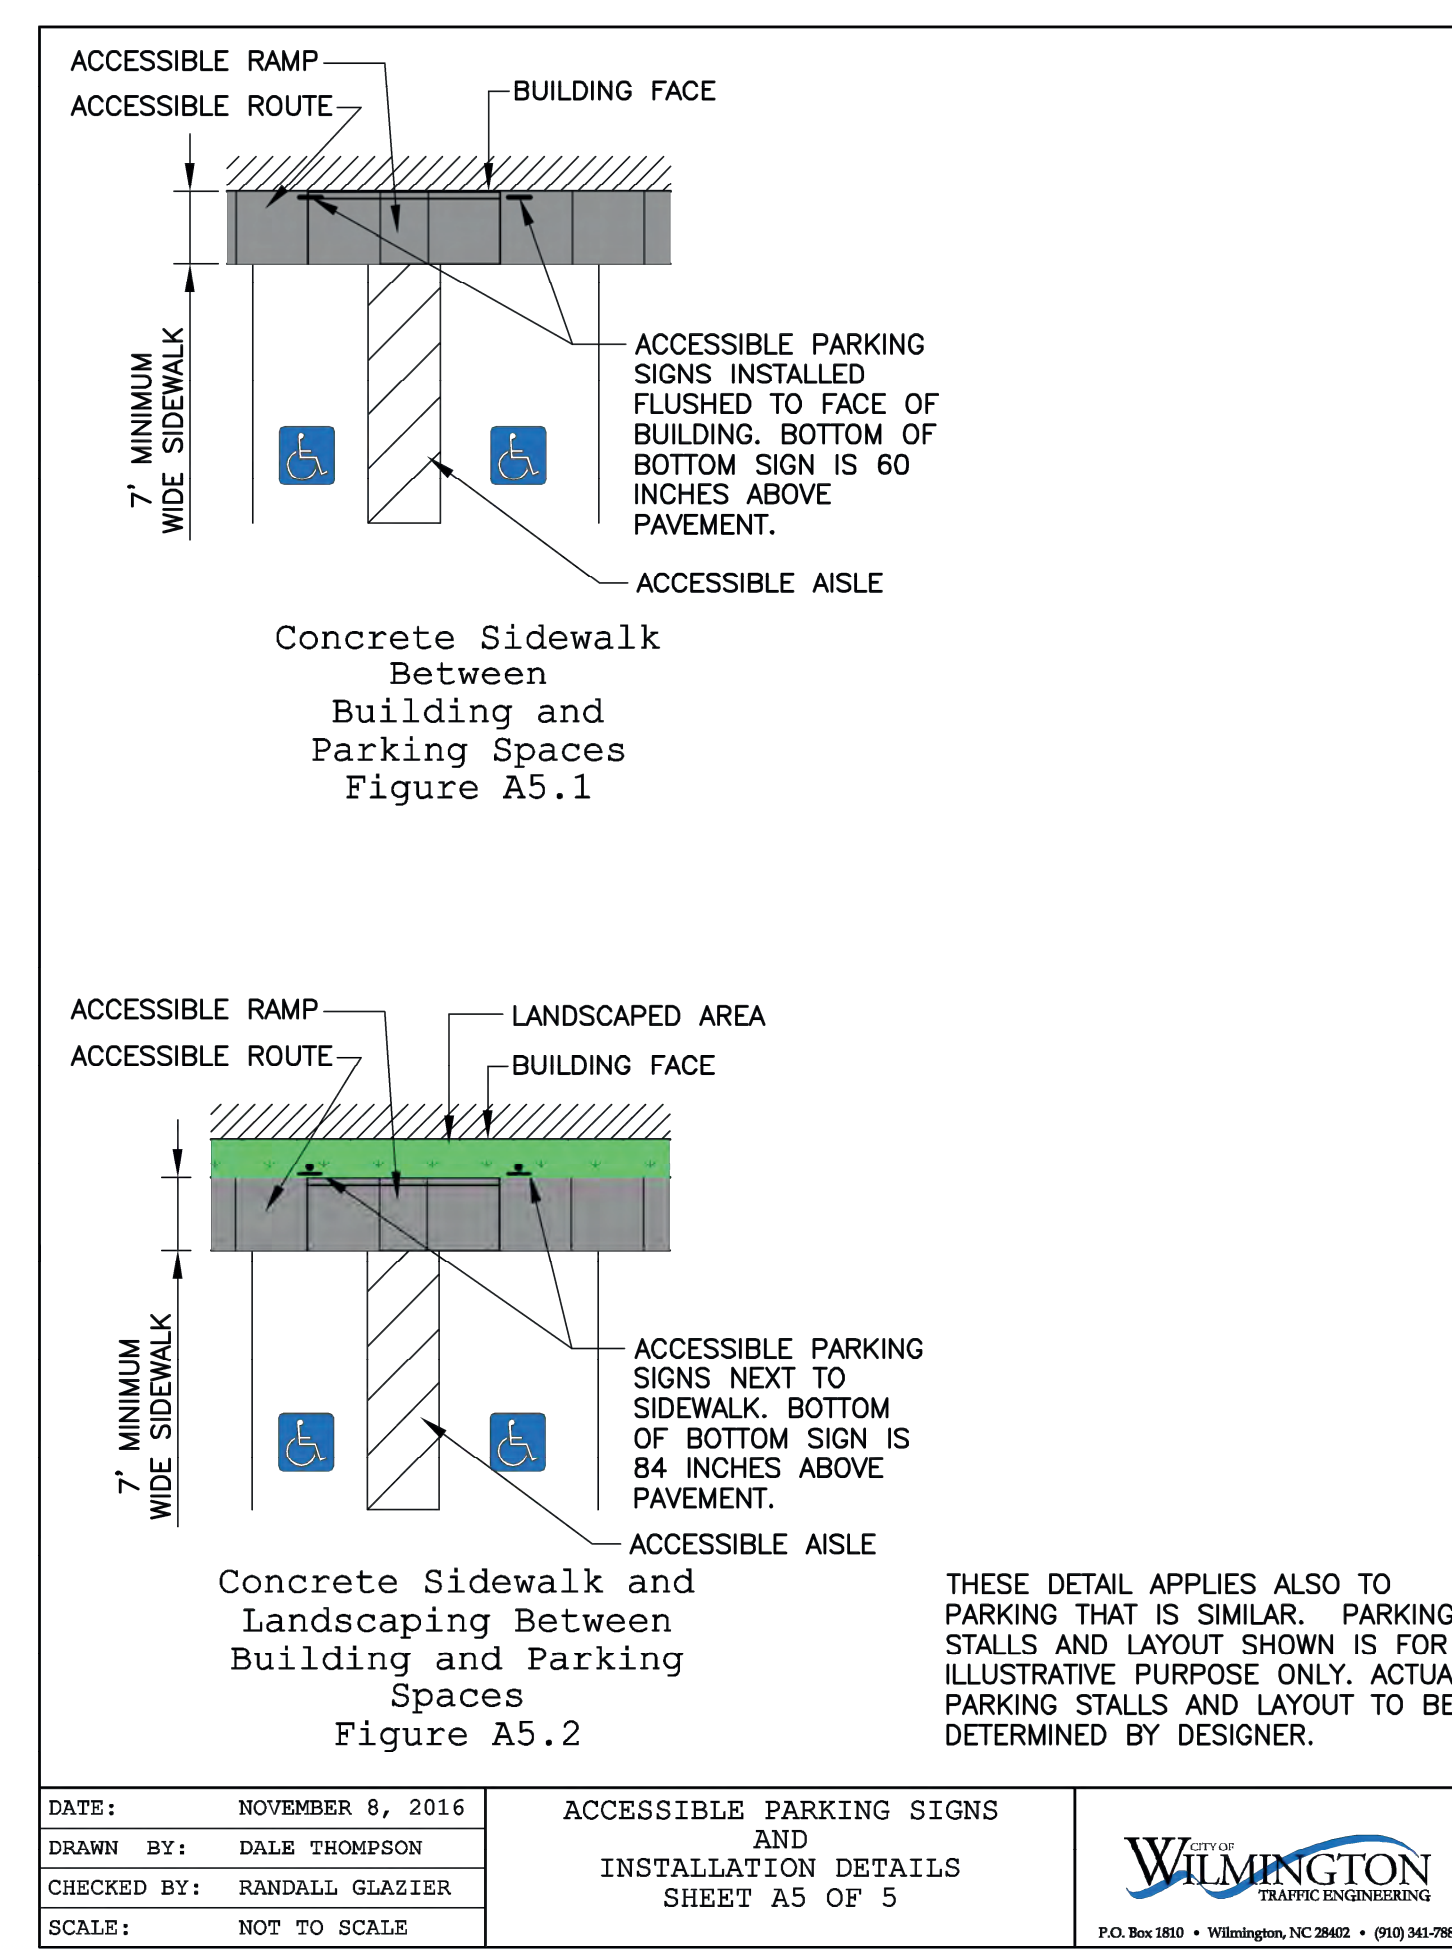 ACCESSIBLE RAMP
ACCESSIBLE ROUTE
BUILDING FACE
7' MINIMUM
WIDE SIDEWALK
ACCESSIBLE PARKING
SIGNS INSTALLED
FLUSHED TO FACE OF
BUILDING. BOTTOM OF
BOTTOM SIGN IS 60
INCHES ABOVE
PAVEMENT.
ACCESSIBLE AISLE
Concrete Sidewalk
Between
Building and
Parking Spaces
Figure A5.1
ACCESSIBLE RAMP
ACCESSIBLE ROUTE
LANDSCAPED AREA
BUILDING FACE
7' MINIMUM
WIDE SIDEWALK
ACCESSIBLE PARKING
SIGNS NEXT TO
SIDEWALK. BOTTOM
OF BOTTOM SIGN IS
84 INCHES ABOVE
PAVEMENT.
ACCESSIBLE AISLE
Concrete Sidewalk and
Landscaping Between
Building and Parking
Spaces
Figure A5.2
THESE DETAIL APPLIES ALSO TO
PARKING THAT IS SIMILAR. PARKING
STALLS AND LAYOUT SHOWN IS FOR
ILLUSTRATIVE PURPOSE ONLY. ACTUA
PARKING STALLS AND LAYOUT TO BE
DETERMINED BY DESIGNER.
DATE: NOVEMBER 8, 2016
DRAWN BY: DALE THOMPSON
CHECKED BY: RANDALL GLAZIER
SCALE: NOT TO SCALE
ACCESSIBLE PARKING SIGNS
AND
INSTALLATION DETAILS
SHEET A5 OF 5
CITY OF
WILMINGTON
TRAFFIC ENGINEERING
P.O. Box 1810 • Wilmington, NC 28402 • (910) 341-788